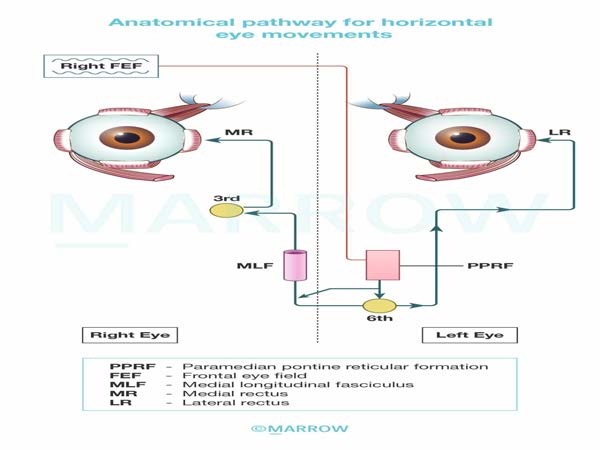 Anatomical pathway for horizontal
eye movements
Right FEF
MR
LR
3rd
MARROW
MLF
PPRF
6th
Right Eye
Left Eye
PPRF - Paramedian pontine reticular formation
FEF - Frontal eye field
MLF - Medial longitudinal fasciculus
MR - Medial rectus
LR - Lateral rectus
©MARROW